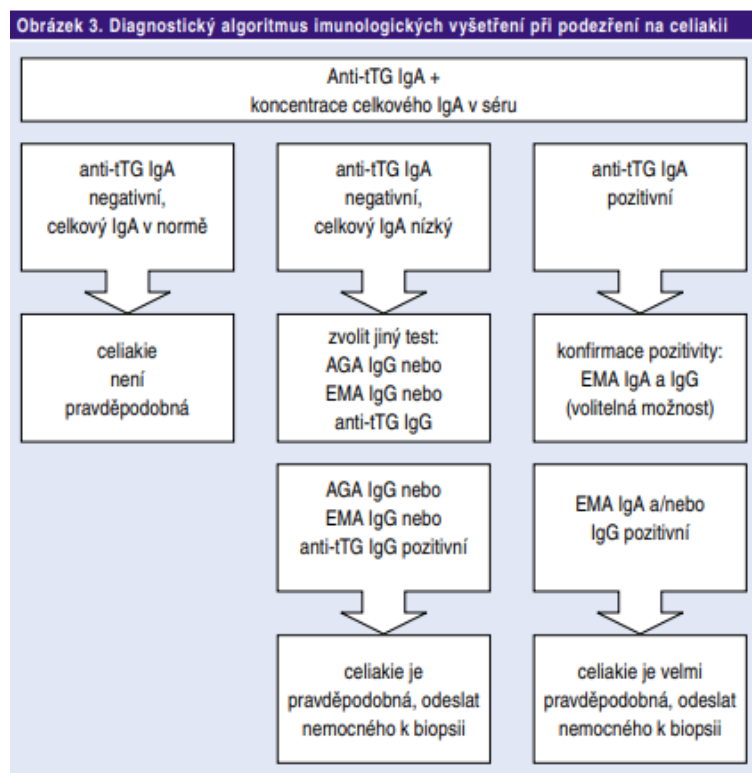 Obrázek 3. Diagnostický algoritmus imunologických vyšetření při podezření na celiakii
Anti-tTG IgA +
koncentrace celkového IgA v séru
anti-tTG IgA
negativní,
celkový IgA v normě
anti-tTG IgA
negativní,
celkový IgA nízký
anti-tTG IgA
pozitivní
celiakie
není
pravděpodobná
zvolit jiný test:
AGA IgG nebo
EMA IgG nebo
anti-tTG IgG
konfirmace pozitivity:
EMA IgA a IgG
(volitelná možnost)
AGA IgG nebo
EMA IgG nebo
anti-tTG IgG pozitivní
EMA IgA a/nebo
IgG pozitivní
celiakie je
pravděpodobná, odeslat
nemocného k biopsii
celiakie je velmi
pravděpodobná, odeslat
nemocného k biopsii